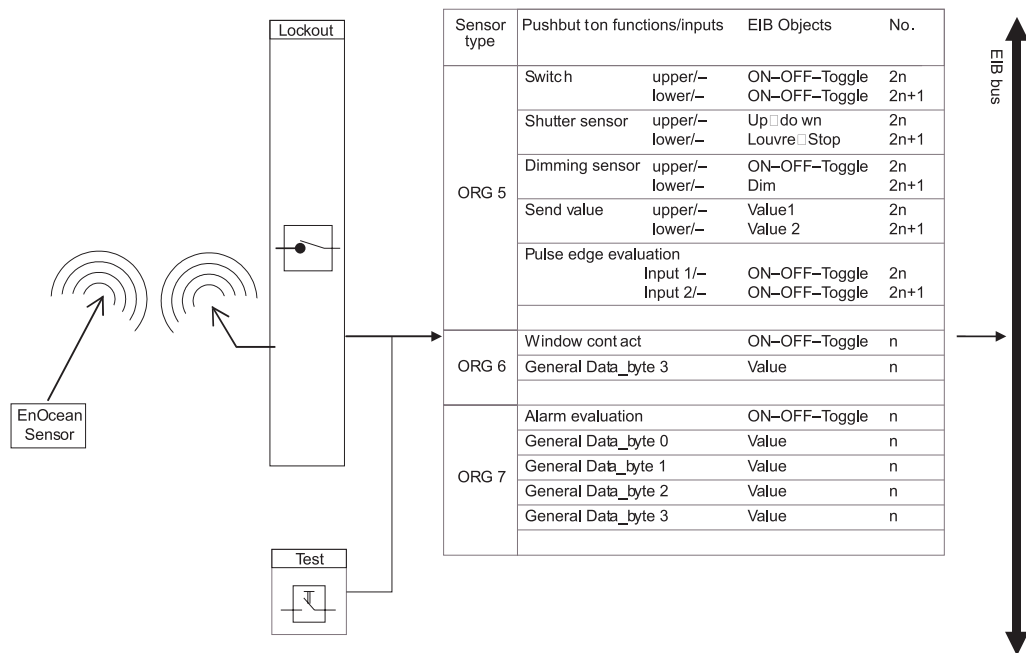 Lockout
Sensor type Pushbut ton functions/inputs EIB Objects No.
EIB bus
ORG 5
Switch upper/– ON–OFF–Toggle 2n
lower/– ON–OFF–Toggle 2n+1
Shutter sensor upper/– Up□do wn 2n
lower/– Louvre□Stop 2n+1
Dimming sensor upper/– ON–OFF–Toggle 2n
lower/– Dim 2n+1
Send value upper/– Value1 2n
lower/– Value 2 2n+1
Pulse edge evaluation
Input 1/– ON–OFF–Toggle 2n
Input 2/– ON–OFF–Toggle 2n+1
ORG 6
Window cont act ON–OFF–Toggle n
General Data_byte 3 Value n
EnOcean
Sensor
ORG 7
Alarm evaluation ON–OFF–Toggle n
General Data_byte 0 Value n
General Data_byte 1 Value n
General Data_byte 2 Value n
General Data_byte 3 Value n
Test